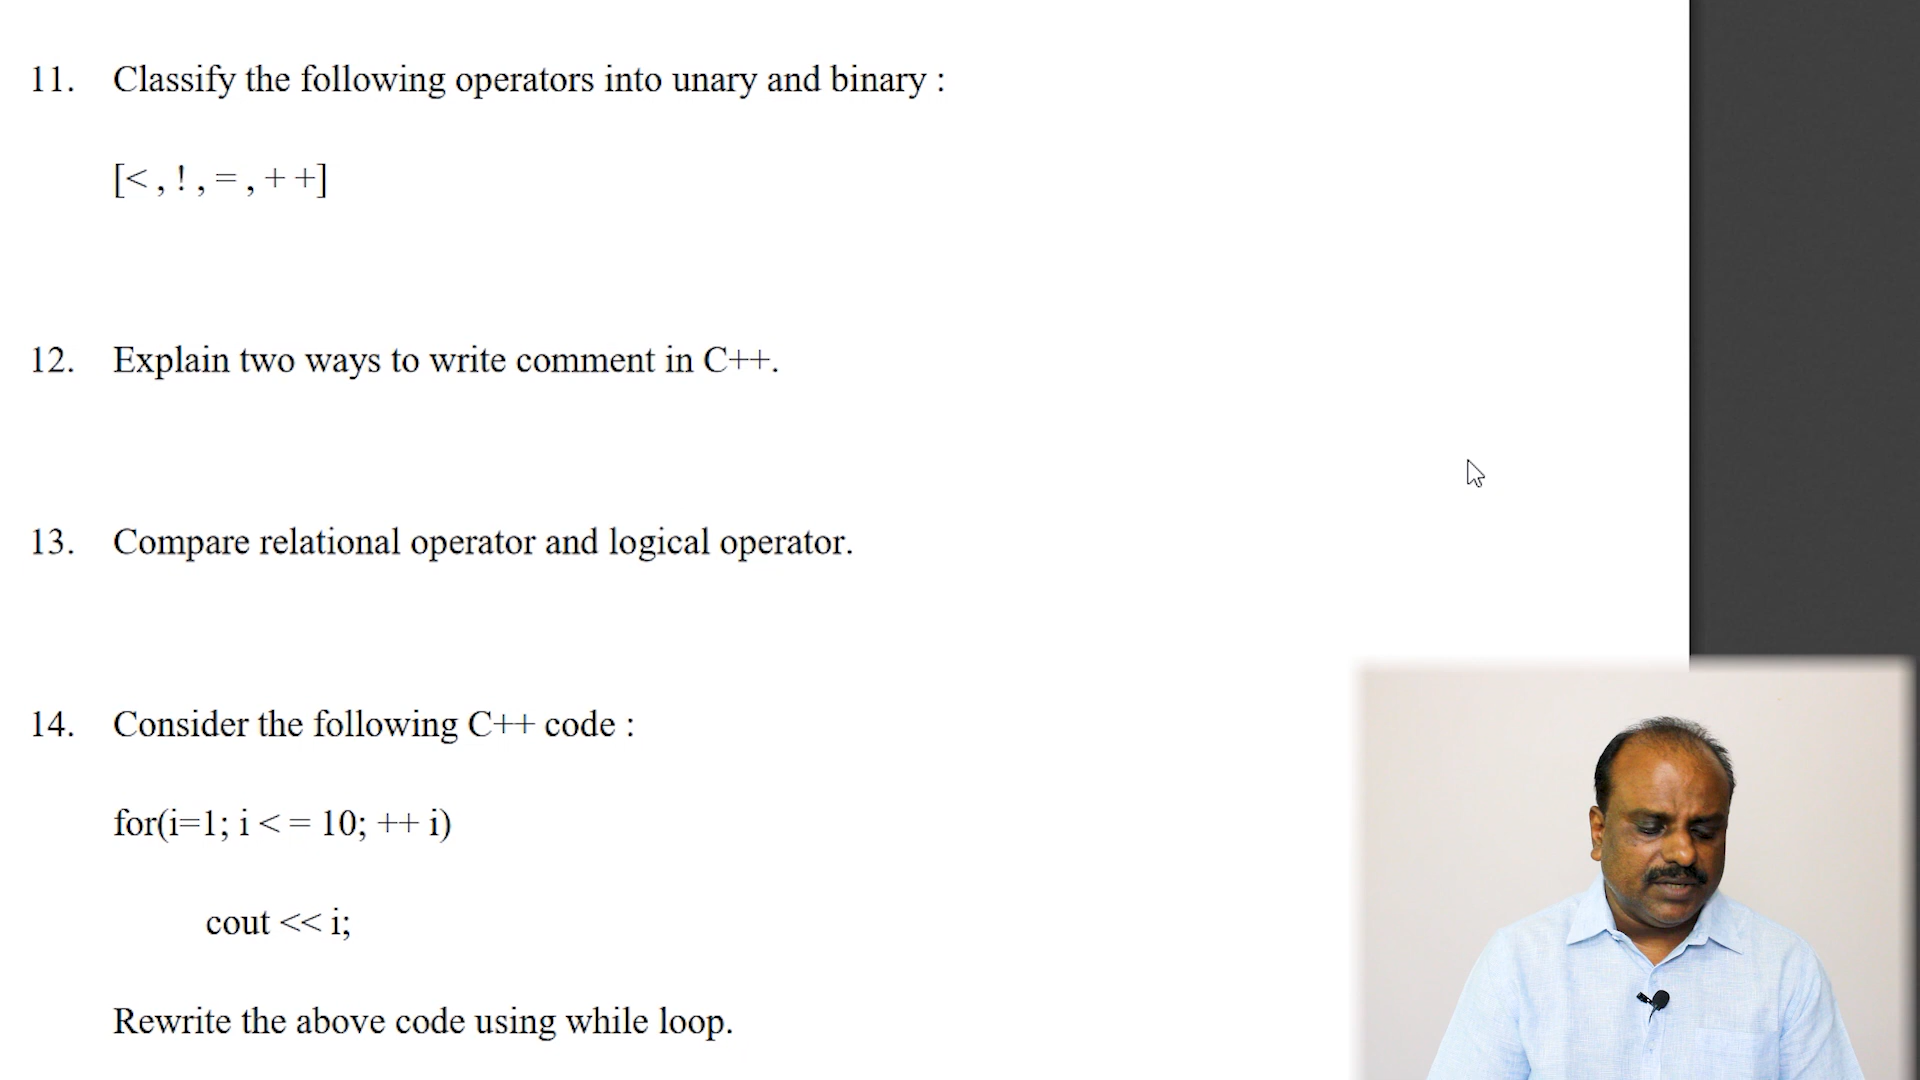 11. Classify the following operators into unary and binary :
[< , ! , = , + +]
12. Explain two ways to write comment in C++.
13. Compare relational operator and logical operator.
14. Consider the following C++ code :
for(i=1; i < = 10; ++ i)
cout << i;
Rewrite the above code using while loop.